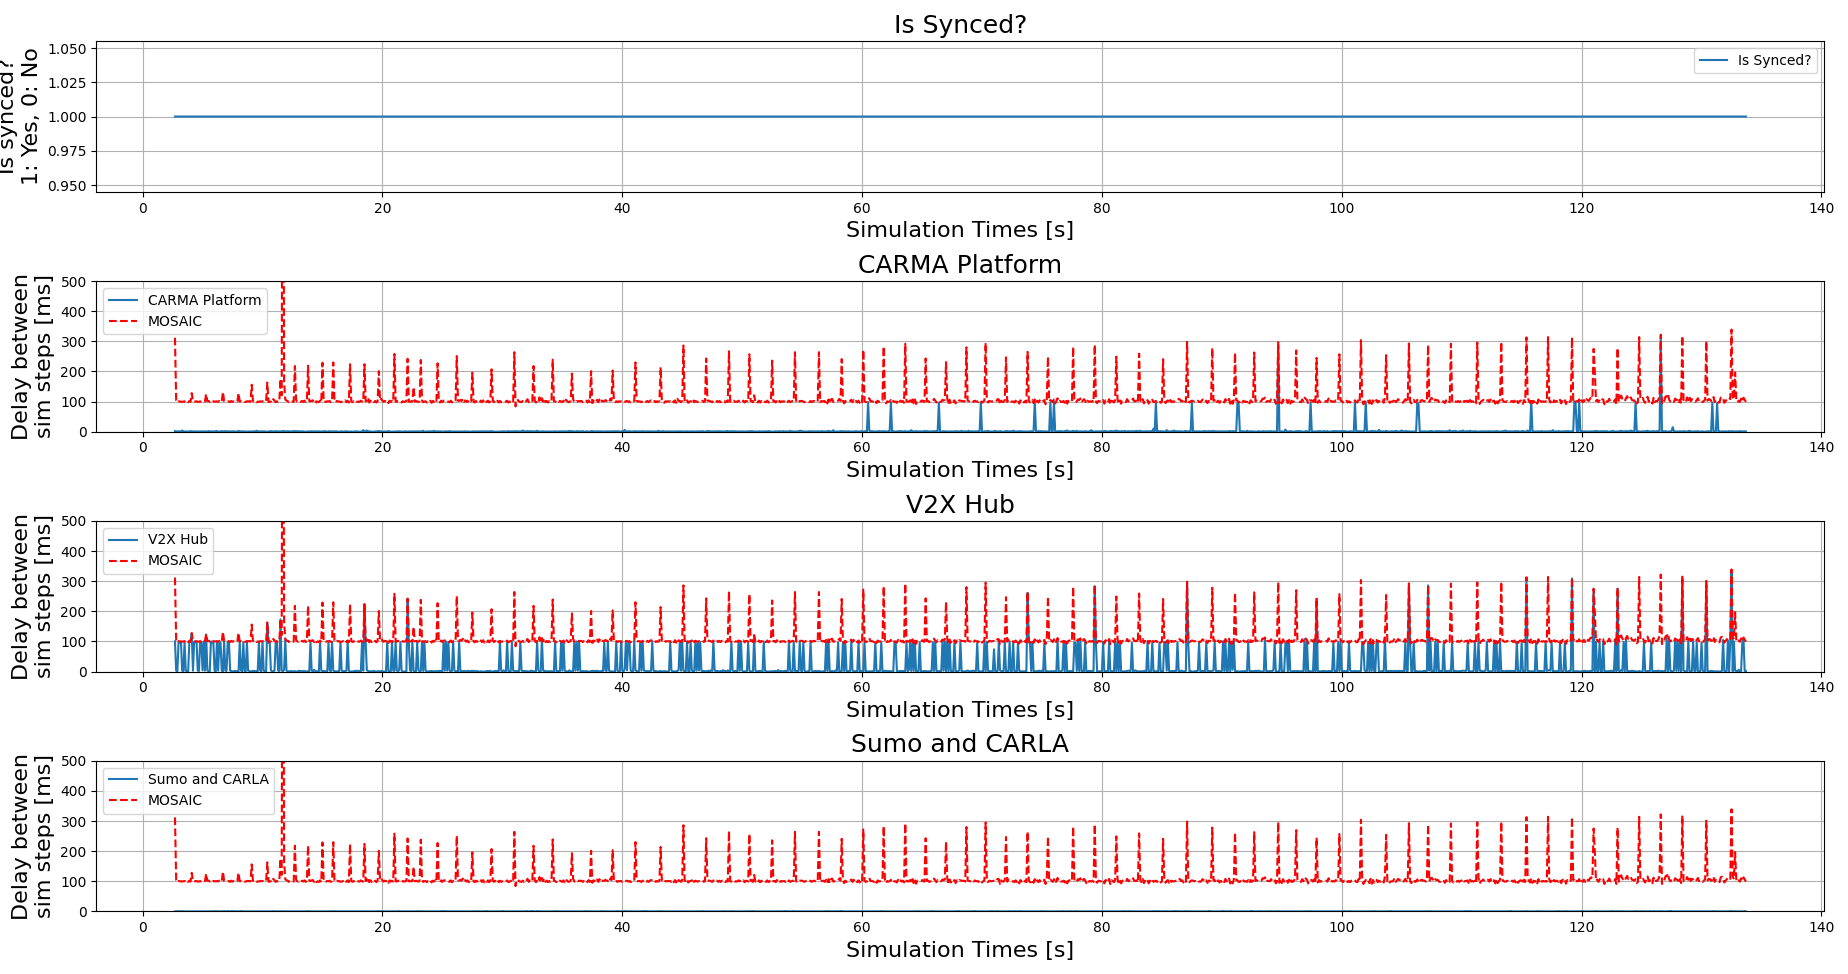 Is Synced?
Is synced?
1: Yes, 0: No
1.050
1.025
1.000
0.975
0.950
Is Synced?
0 20 40 60 80 100 120 140
Simulation Times [s]
CARMA Platform
Delay between
sim steps [ms]
500
400
300
200
100
0
CARMA Platform
MOSAIC
0 20 40 60 80 100 120 140
Simulation Times [s]
V2X Hub
Delay between
sim steps [ms]
500
400
300
200
100
0
V2X Hub
MOSAIC
0 20 40 60 80 100 120 140
Simulation Times [s]
Sumo and CARLA
Delay between
sim steps [ms]
500
400
300
200
100
0
Sumo and CARLA
MOSAIC
0 20 40 60 80 100 120 140
Simulation Times [s]